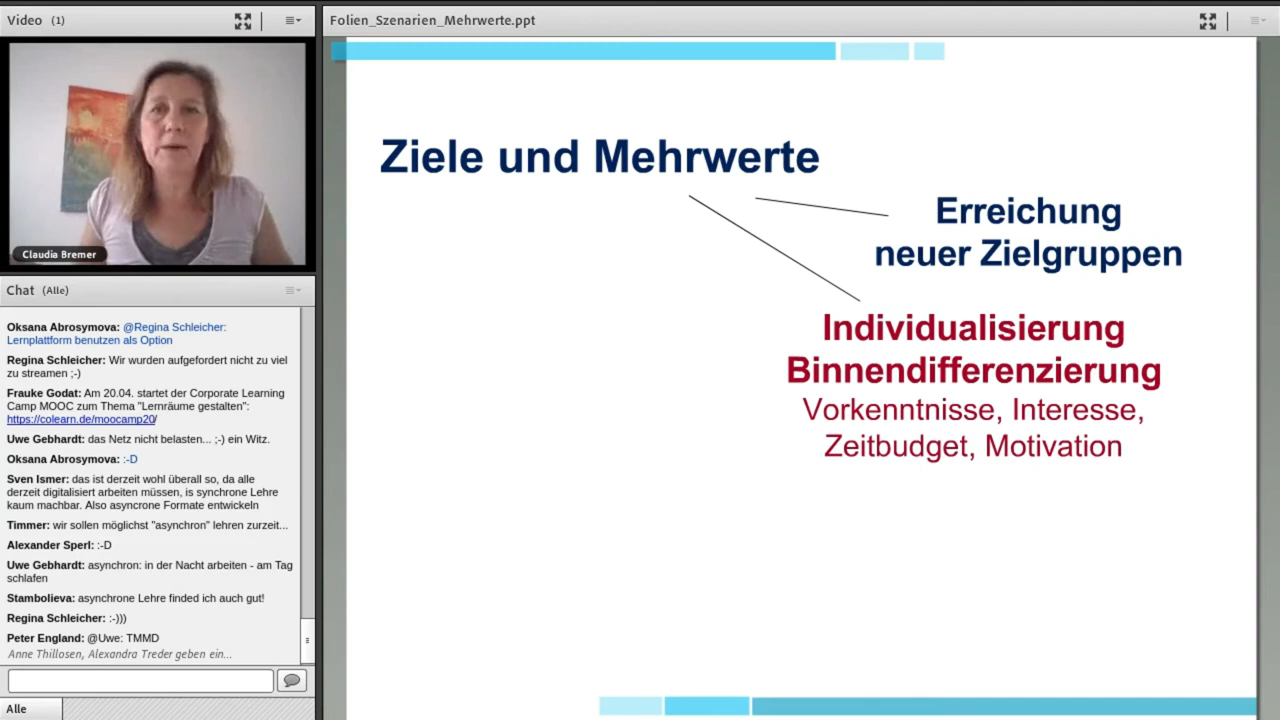 Video (1)
Claudia Bremer
Chat (Alle)
Oksana Abrosymova: @Regina Schleicher:
Lernplattform benutzen als Option
Regina Schleicher: Wir wurden aufgefordert nicht zu viel
zu streamen ;-)
Frauke Godat: Am 20.04. startet der Corporate Learning
Camp MOOC zum Thema "Lernräume gestalten":
https://colearn.de/moocamp20/
Uwe Gebhardt: das Netz nicht belasten... ;-) ein Witz.
Oksana Abrosymova: :-D
Sven Ismer: das ist derzeit wohl überall so, da alle
derzeit digitalisiert arbeiten müssen, is synchrone Lehre
kaum machbar. Also asyncrone Formate entwickeln
Timmer: wir sollen möglichst "asynchron" lehren zurzeit...
Alexander Sperl: :-D
Uwe Gebhardt: asynchron: in der Nacht arbeiten - am Tag
schlafen
Stambolieva: asynchrone Lehre finded ich auch gut!
Regina Schleicher: :-)))
Peter England: @Uwe: TMMD
Anne Thillosen, Alexandra Treder geben ein...
Alle
Folien_Szenarien_Mehrwerte.ppt
Ziele und Mehrwerte
Erreichung
neuer Zielgruppen
Individualisierung
Binnendifferenzierung
Vorkenntnisse, Interesse,
Zeitbudget, Motivation